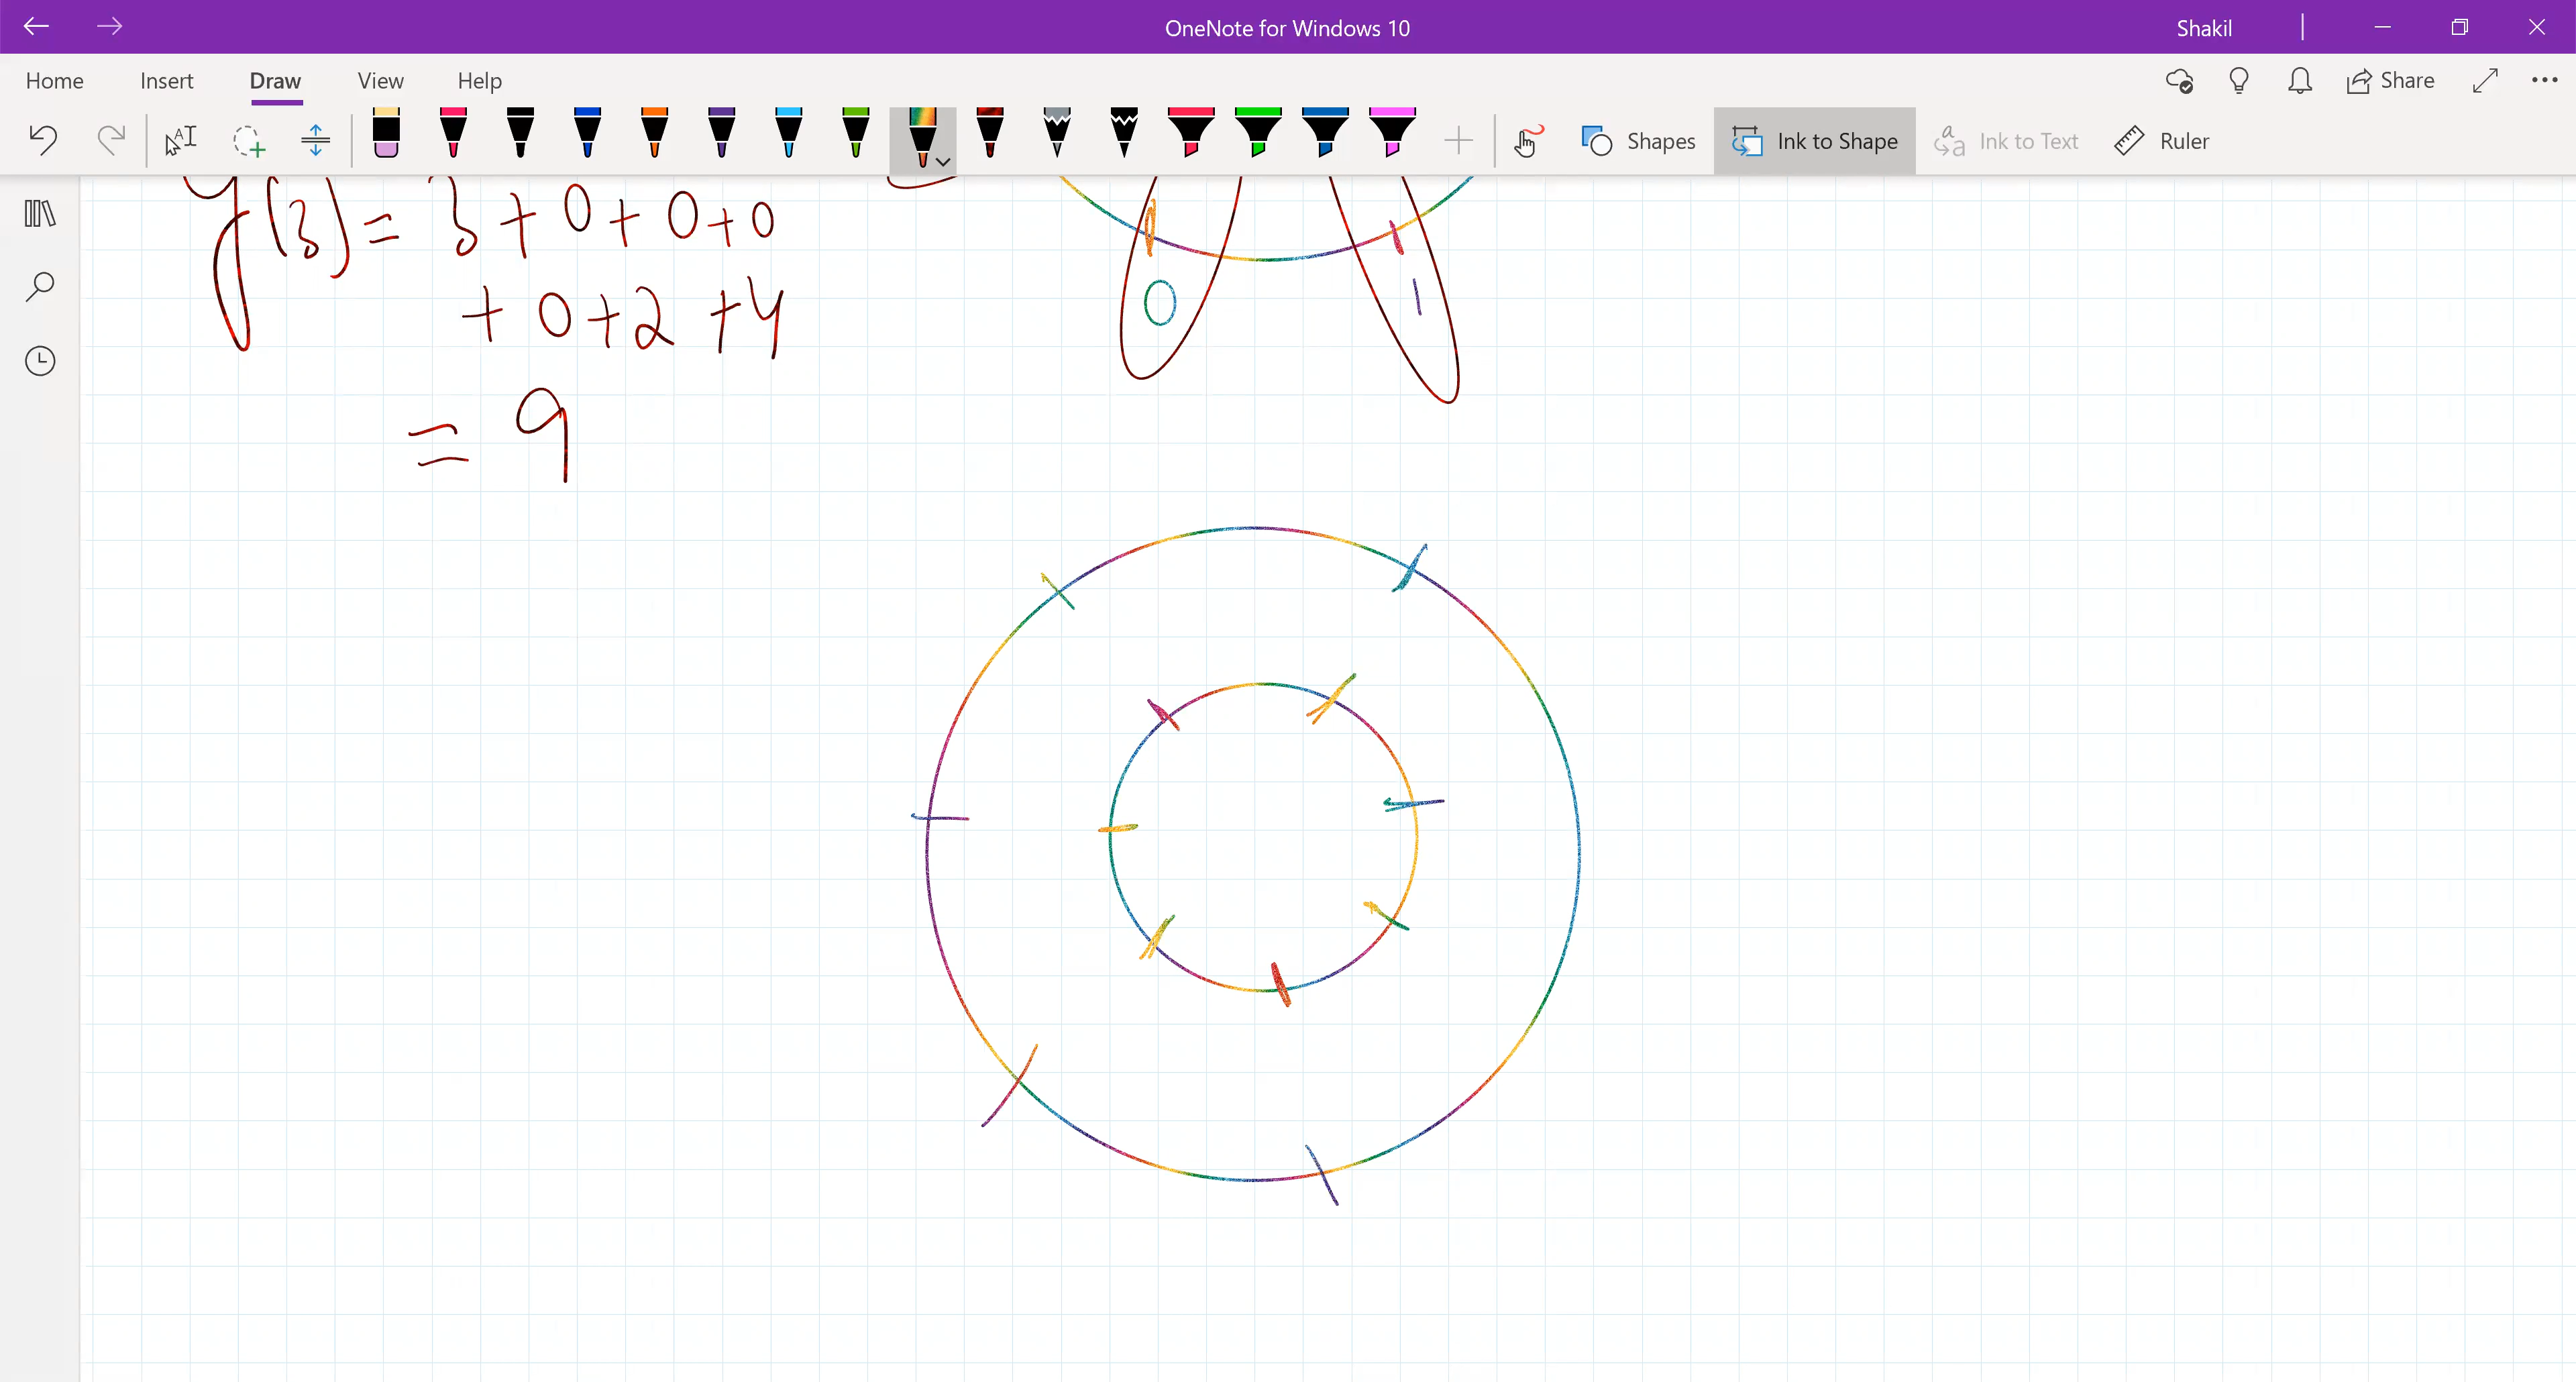 OneNote for Windows 10
Shakil
Home Insert Draw View Help
Share
Shapes Ink to Shape Ink to Text Ruler
y(3) = 3 + 0 + 0 + 0
+ 0 + 2 + 4
= 9
0
1